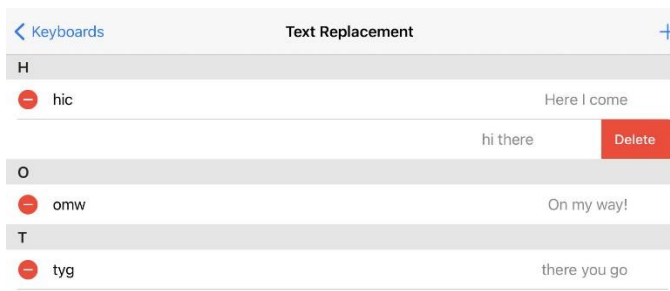 Keyboards Text Replacement +
H
hic Here I come
hi there Delete
O
omw On my way!
T
tyg there you go